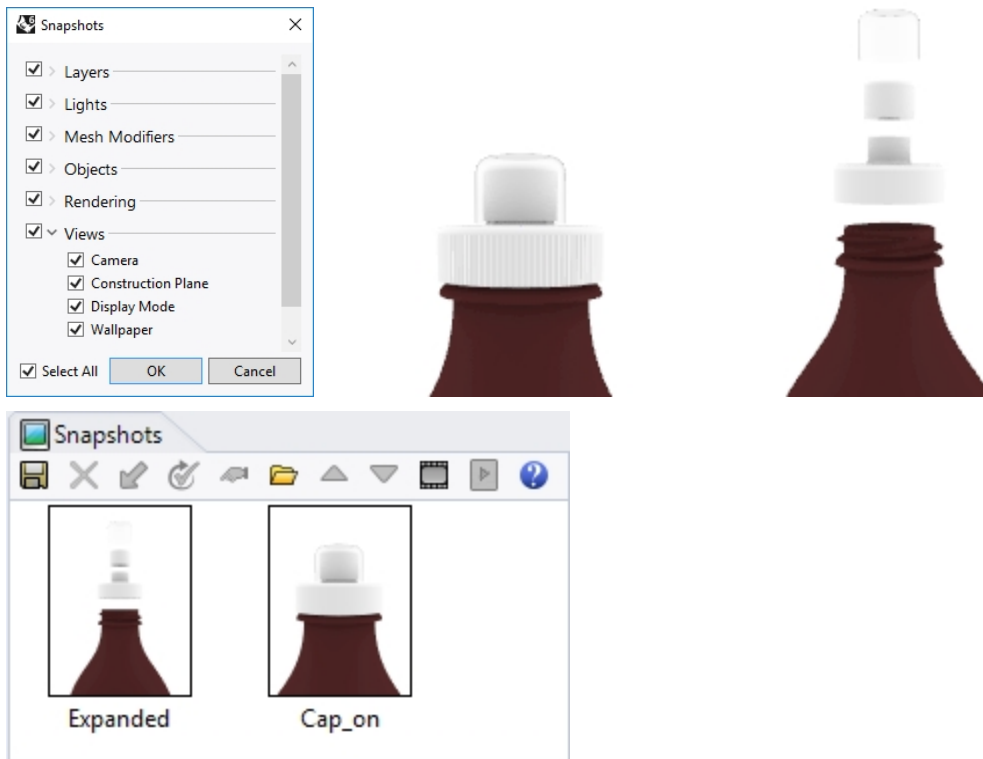 Snapshots
Layers
Lights
Mesh Modifiers
Objects
Rendering
Views
Camera
Construction Plane
Display Mode
Wallpaper
Select All OK Cancel
Snapshots
Expanded Cap_on